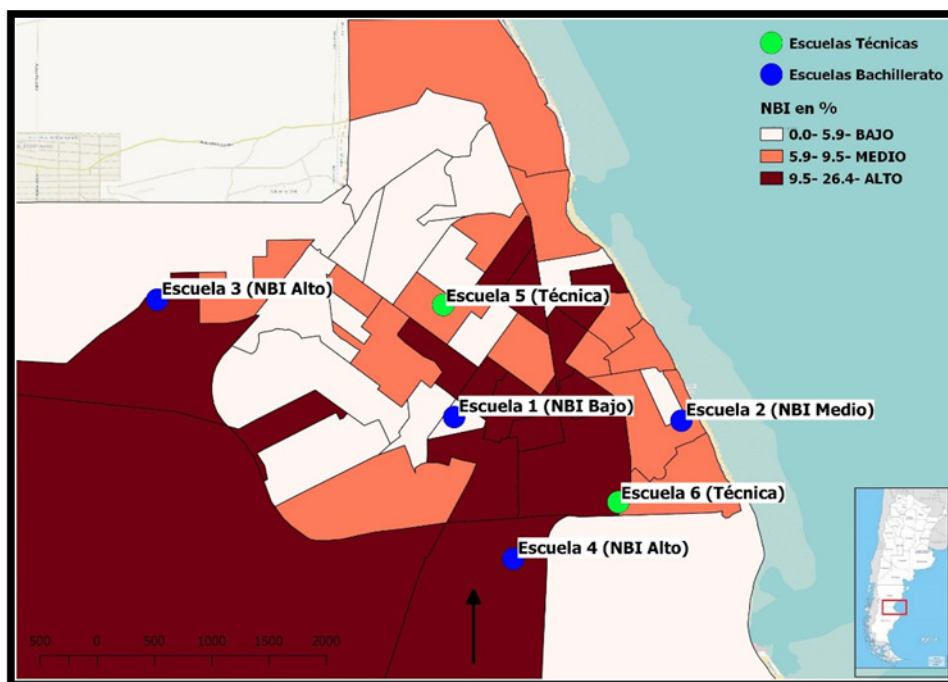 Escuelas Técnicas
Escuelas Bachillerato
NBI en %
0.0- 5.9- BAJO
5.9- 9.5- MEDIO
9.5- 26.4- ALTO
Escuela 3 (NBI Alto)
Escuela 5 (Técnica)
Escuela 1 (NBI Bajo)
Escuela 2 (NBI Medio)
Escuela 6 (Técnica)
Escuela 4 (NBI Alto)
500 0 500 1000 1500 2000